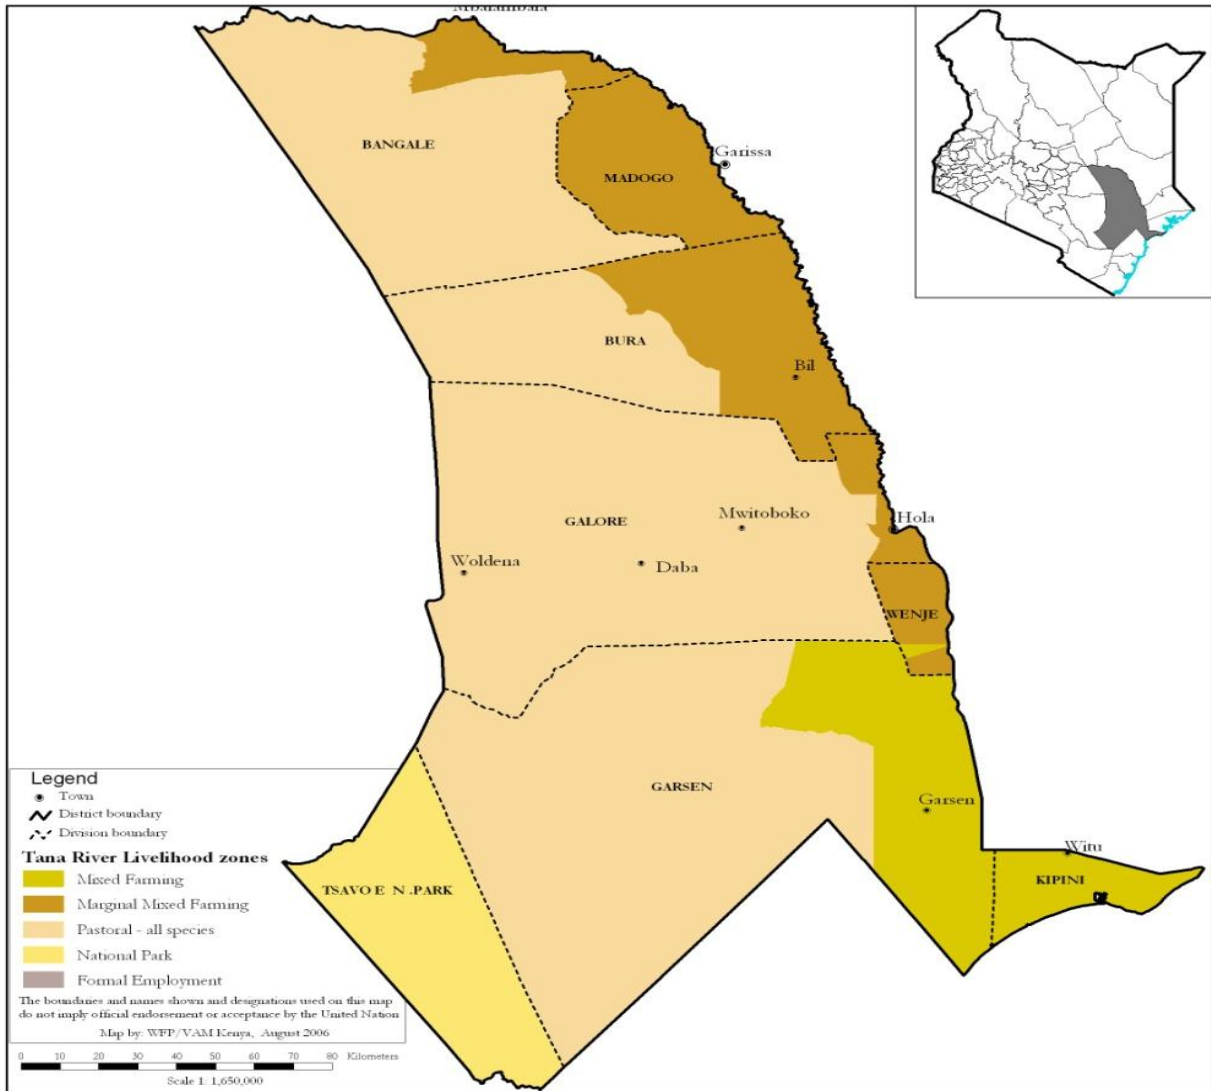 Mbalambala
BANGALE
Garissa
MADOGO
BURA
Bil
Mwitoboko
Hola
GALORE
Woldena
Daba
WENJE
GARSEN
Garsen
Witu
TSAVO E N .PARK
KIPINI
Legend
Town
District boundary
Division boundary
Tana River Livelihood zones
Mixed Farming
Marginal Mixed Farming
Pastoral - all species
National Park
Formal Employment
The boundaries and names shown and designations used on this map
do not imply official endorsement or acceptance by the United Nation
Map by: WFP/VAM Kenya, August 2006
0 10 20 30 40 50 60 70 80 Kilometers
Scale 1: 1,650,000